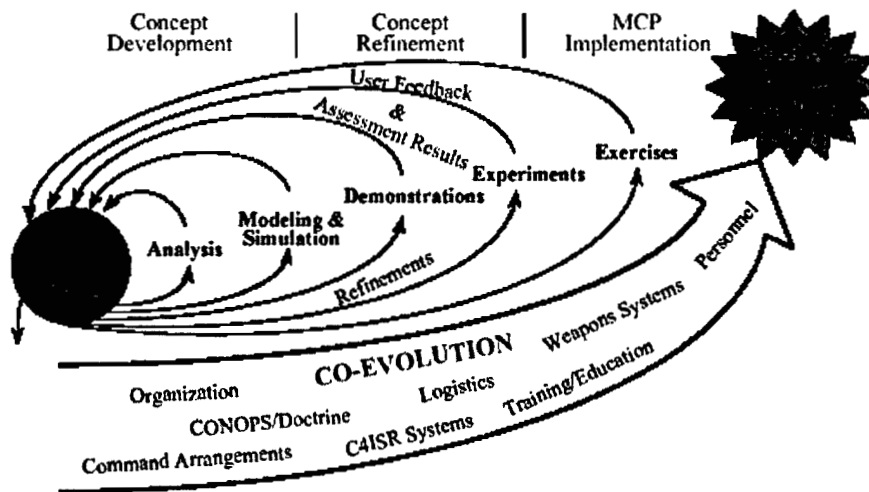 Concept
Development
Concept
Refinement
MCP
Implementation
User Feedback
&
Assessment Results
Exercises
Experiments
Demonstrations
Modeling &
Simulation
Analysis
Refinements
Personnel
Weapons Systems
CO-EVOLUTION
Organization
Logistics
Training/Education
CONOPS/Doctrine
C4ISR Systems
Command Arrangements